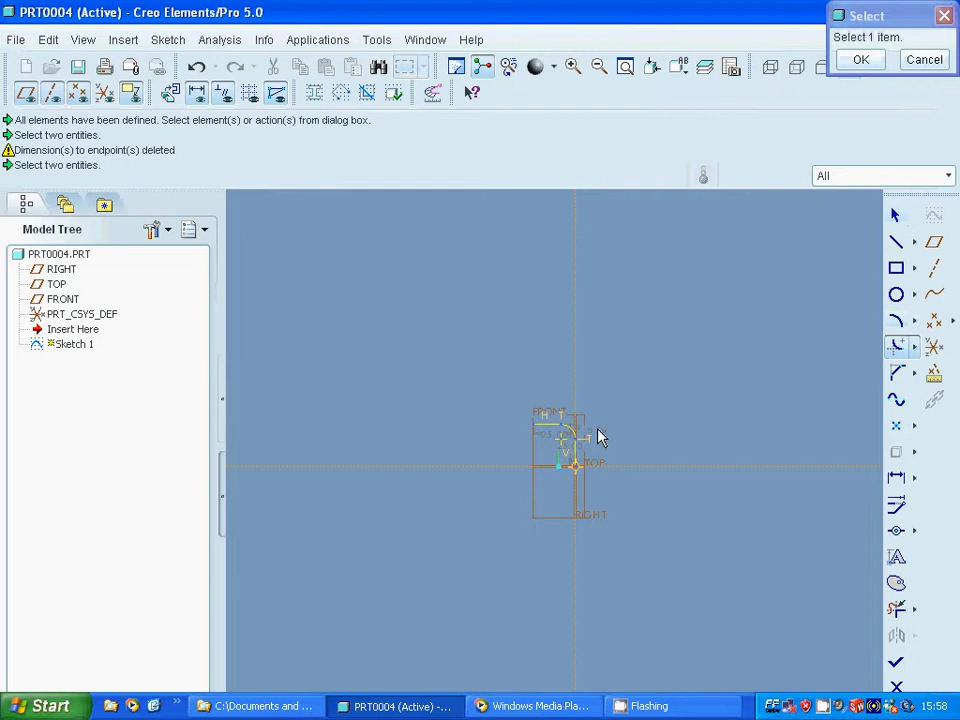 PRT0004 (Active) - Creo Elements/Pro 5.0
Select
File Edit View Insert Sketch Analysis Info Applications Tools Window Help
Select 1 item.
OK Cancel
All elements have been defined. Select element(s) or action(s) from dialog box.
Select two entities.
Dimension(s) to endpoint(s) deleted
Select two entities.
All
Model Tree
PRT0004.PRT
RIGHT
TOP
FRONT
PRT_CSYS_DEF
Insert Here
Sketch 1
FRONT
H T
T
V
TOP
RIGHT
Start C:\Documents and ... PRT0004 (Active) -... Windows Media Pla... Flashing 15:58